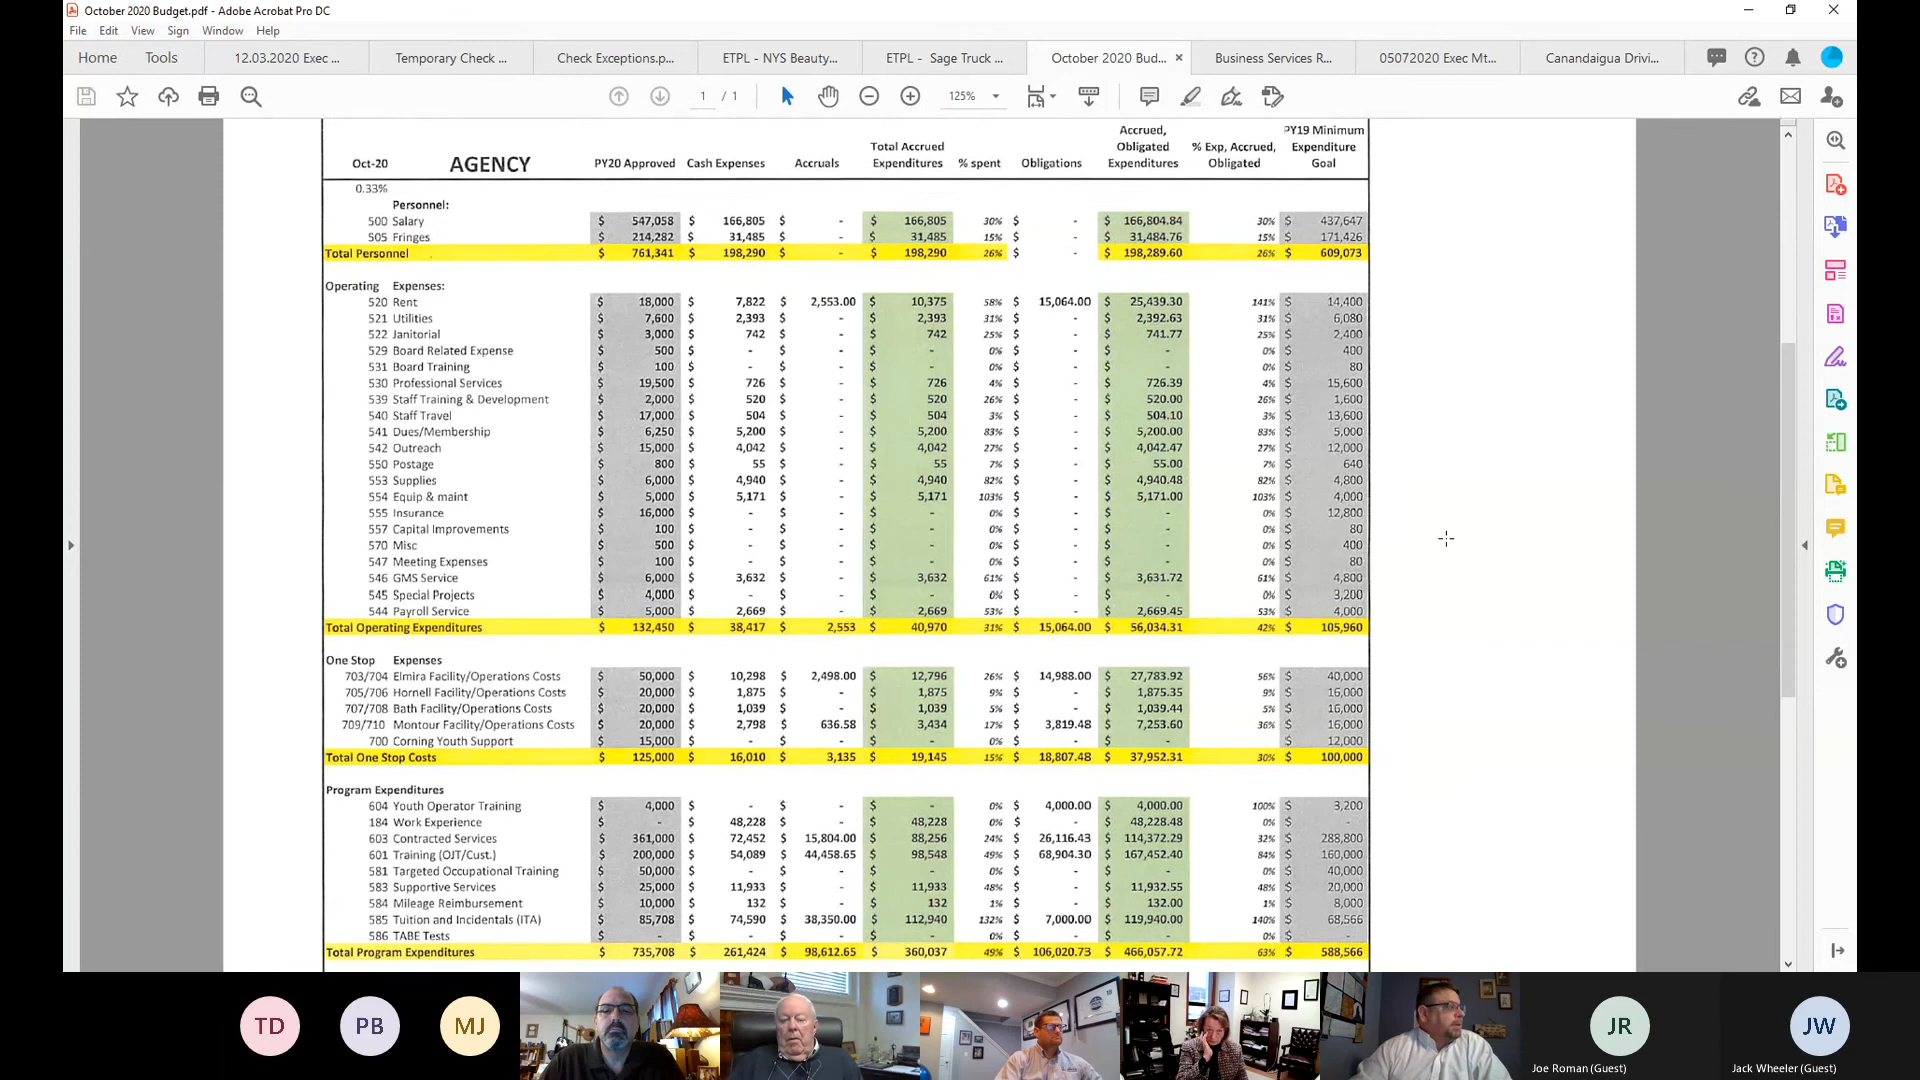 October 2020 Budget.pdf - Adobe Acrobat Pro DC
File Edit View Sign Window Help
Home Tools 12.03.2020 Exec ... Temporary Check ... Check Exceptions.p... ETPL - NYS Beauty... ETPL - Sage Truck ... October 2020 Bud... Business Services R... 05072020 Exec Mt... Canandaigua Drivi...
1 / 1 125%
Oct-20 AGENCY PY20 Approved Cash Expenses Accruals Total Accrued Expenditures % spent Obligations Accrued, Obligated Expenditures % Exp, Accrued, Obligated PY19 Minimum Expenditure Goal
0.33%
Personnel:
500 Salary $ 547,058 $ 166,805 $ - $ 166,805 30% $ - $ 166,804.84 30% $ 437,647
505 Fringes $ 214,282 $ 31,485 $ - $ 31,485 15% $ - $ 31,484.76 15% $ 171,426
Total Personnel $ 761,341 $ 198,290 $ - $ 198,290 26% $ - $ 198,289.60 26% $ 609,073
Operating Expenses:
520 Rent $ 18,000 $ 7,822 $ 2,553.00 $ 10,375 58% $ 15,064.00 $ 25,439.30 141% $ 14,400
521 Utilities $ 7,600 $ 2,393 $ - $ 2,393 31% $ - $ 2,392.63 31% $ 6,080
522 Janitorial $ 3,000 $ 742 $ - $ 742 25% $ - $ 741.77 25% $ 2,400
529 Board Related Expense $ 500 $ - $ - $ - 0% $ - $ - 0% $ 400
531 Board Training $ 100 $ - $ - $ - 0% $ - $ - 0% $ 80
530 Professional Services $ 19,500 $ 726 $ - $ 726 4% $ - $ 726.39 4% $ 15,600
539 Staff Training & Development $ 2,000 $ 520 $ - $ 520 26% $ - $ 520.00 26% $ 1,600
540 Staff Travel $ 17,000 $ 504 $ - $ 504 3% $ - $ 504.10 3% $ 13,600
541 Dues/Membership $ 6,250 $ 5,200 $ - $ 5,200 83% $ - $ 5,200.00 83% $ 5,000
542 Outreach $ 15,000 $ 4,042 $ - $ 4,042 27% $ - $ 4,042.47 27% $ 12,000
550 Postage $ 800 $ 55 $ - $ 55 7% $ - $ 55.00 7% $ 640
553 Supplies $ 6,000 $ 4,940 $ - $ 4,940 82% $ - $ 4,940.48 82% $ 4,800
554 Equip & maint $ 5,000 $ 5,171 $ - $ 5,171 103% $ - $ 5,171.00 103% $ 4,000
555 Insurance $ 16,000 $ - $ - $ - 0% $ - $ - 0% $ 12,800
557 Capital Improvements $ 100 $ - $ - $ - 0% $ - $ - 0% $ 80
570 Misc $ 500 $ - $ - $ - 0% $ - $ - 0% $ 400
547 Meeting Expenses $ 100 $ - $ - $ - 0% $ - $ - 0% $ 80
546 GMS Service $ 6,000 $ 3,632 $ - $ 3,632 61% $ - $ 3,631.72 61% $ 4,800
545 Special Projects $ 4,000 $ - $ - $ - 0% $ - $ - 0% $ 3,200
544 Payroll Service $ 5,000 $ 2,669 $ - $ 2,669 53% $ - $ 2,669.45 53% $ 4,000
Total Operating Expenditures $ 132,450 $ 38,417 $ 2,553 $ 40,970 31% $ 15,064.00 $ 56,034.31 42% $ 105,960
One Stop Expenses
703/704 Elmira Facility/Operations Costs $ 50,000 $ 10,298 $ 2,498.00 $ 12,796 26% $ 14,988.00 $ 27,783.92 56% $ 40,000
705/706 Hornell Facility/Operations Costs $ 20,000 $ 1,875 $ - $ 1,875 9% $ - $ 1,875.35 9% $ 16,000
707/708 Bath Facility/Operations Costs $ 20,000 $ 1,039 $ - $ 1,039 5% $ - $ 1,039.44 5% $ 16,000
709/710 Montour Facility/Operations Costs $ 20,000 $ 2,798 $ 636.58 $ 3,434 17% $ 3,819.48 $ 7,253.60 36% $ 16,000
700 Corning Youth Support $ 15,000 $ - $ - $ - 0% $ - $ - $ 12,000
Total One Stop Costs $ 125,000 $ 16,010 $ 3,135 $ 19,145 15% $ 18,807.48 $ 37,952.31 30% $ 100,000
Program Expenditures
604 Youth Operator Training $ 4,000 $ - $ - $ - 0% $ 4,000.00 $ 4,000.00 100% $ 3,200
184 Work Experience $ - $ 48,228 $ - $ 48,228 0% $ - $ 48,228.48 0% $ -
603 Contracted Services $ 361,000 $ 72,452 $ 15,804.00 $ 88,256 24% $ 26,116.43 $ 114,372.29 32% $ 288,800
601 Training (OJT/Cust.) $ 200,000 $ 54,089 $ 44,458.65 $ 98,548 49% $ 68,904.30 $ 167,452.40 84% $ 160,000
581 Targeted Occupational Training $ 50,000 $ - $ - $ - 0% $ - $ - 0% $ 40,000
583 Supportive Services $ 25,000 $ 11,933 $ - $ 11,933 48% $ - $ 11,932.55 48% $ 20,000
584 Mileage Reimbursement $ 10,000 $ 132 $ - $ 132 1% $ - $ 132.00 1% $ 8,000
585 Tuition and Incidentals (ITA) $ 85,708 $ 74,590 $ 38,350.00 $ 112,940 132% $ 7,000.00 $ 119,940.00 140% $ 68,566
586 TABE Tests $ - $ - $ - $ - 0% $ - $ - 0% $ -
Total Program Expenditures $ 735,708 $ 261,424 $ 98,612.65 $ 360,037 49% $ 106,020.73 $ 466,057.72 63% $ 588,566
TD PB MJ JR JW
Joe Roman (Guest) Jack Wheeler (Guest)